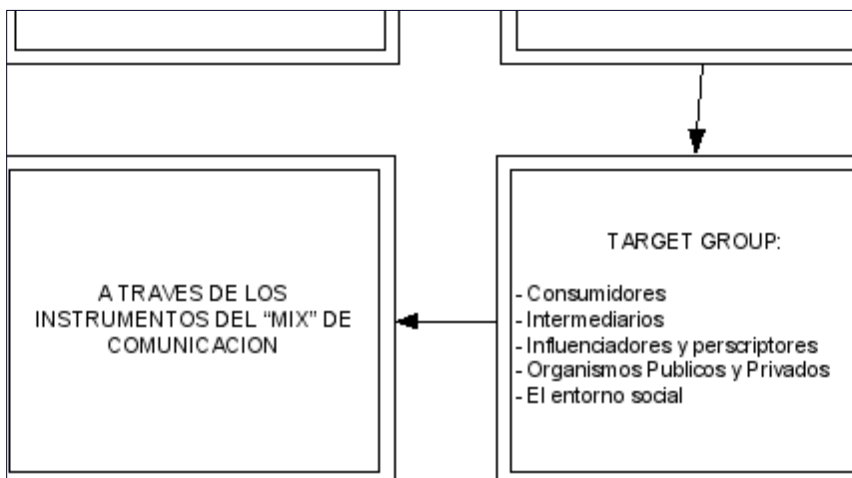 A TRAVES DE LOS
INSTRUMENTOS DEL “MIX” DE
COMUNICACION
TARGET GROUP:
- Consumidores
- Intermediarios
- Influenciadores y perscriptores
- Organismos Publicos y Privados
- El entorno social